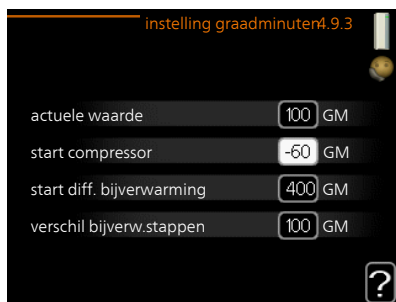 instelling graadminuten4.9.3
actuele waarde 100 GM
start compressor -60 GM
start diff. bijverwarming 400 GM
verschil bijverw.stappen 100 GM
?